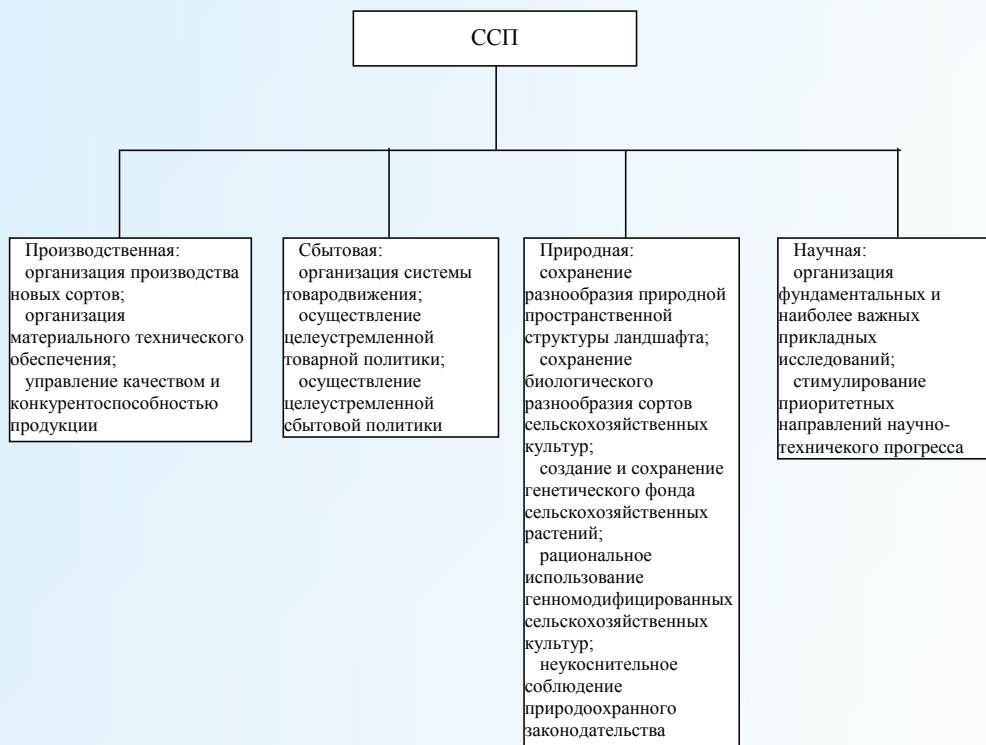 ССП
Производственная:
организация производства
новых сортов;
организация
материального технического
обеспечения;
управление качеством и
конкурентоспособностью
продукции
Сбытовая:
организация системы
товародвижения;
осуществление
целеустремленной
товарной политики;
осуществление
целеустремленной
сбытовой политики
Природная:
сохранение
разнообразия природной
пространственной
структуры ландшафта;
сохранение
биологического
разнообразия сортов
сельскохозяйственных
культур;
создание и сохранение
генетического фонда
сельскохозяйственных
растений;
рациональное
использование
генномодифицированных
сельскохозяйственных
культур;
неукоснительное
соблюдение
природоохранного
законодательства
Научная:
организация
фундаментальных и
наиболее важных
прикладных
исследований;
стимулирование
приоритетных
направлений научно-
техничекого прогресса